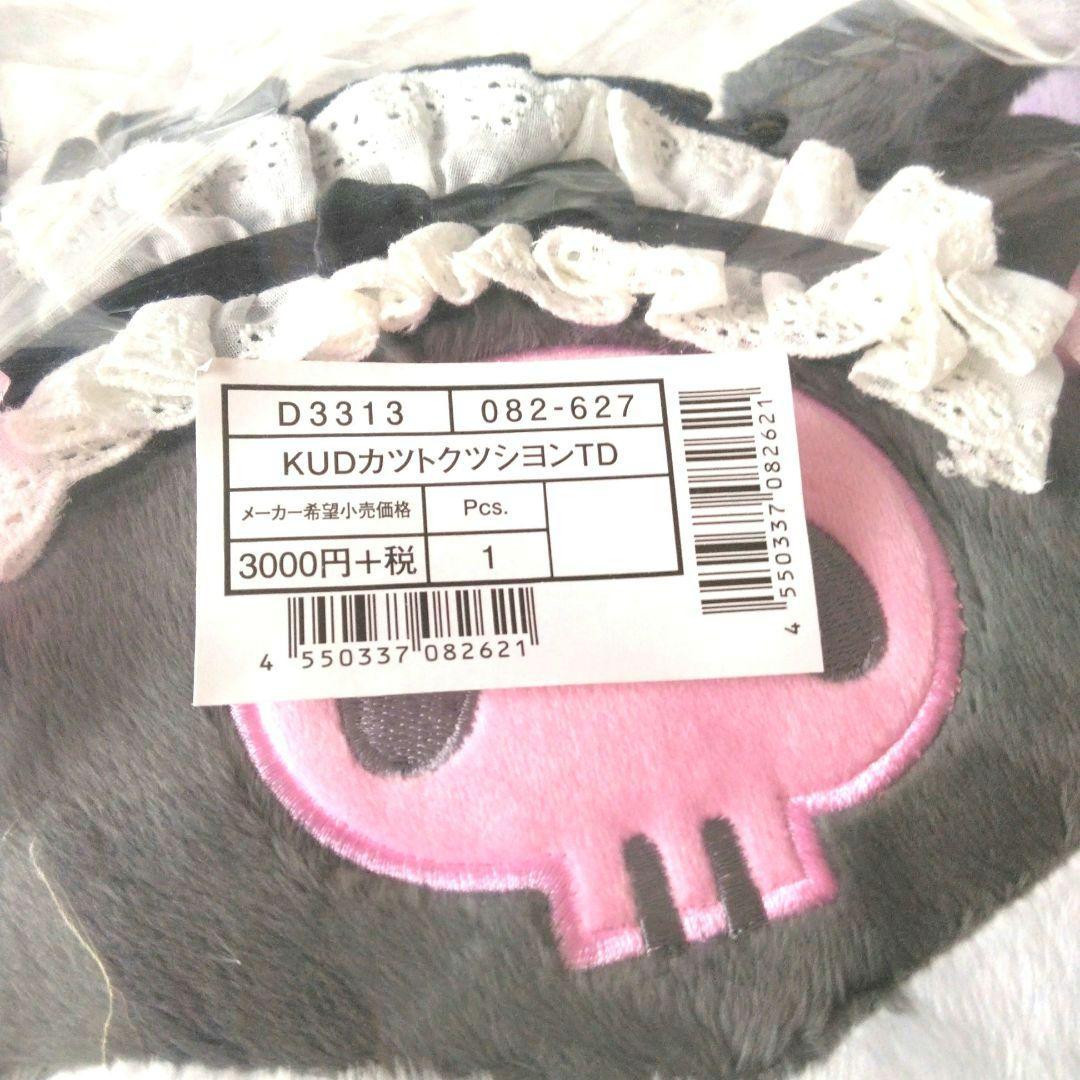 D3313 082-627
KUDカツトクツシヨンTD
メーカー希望小売価格 Pcs.
3000円+税 1
4 550337 082621
4 550337 082621